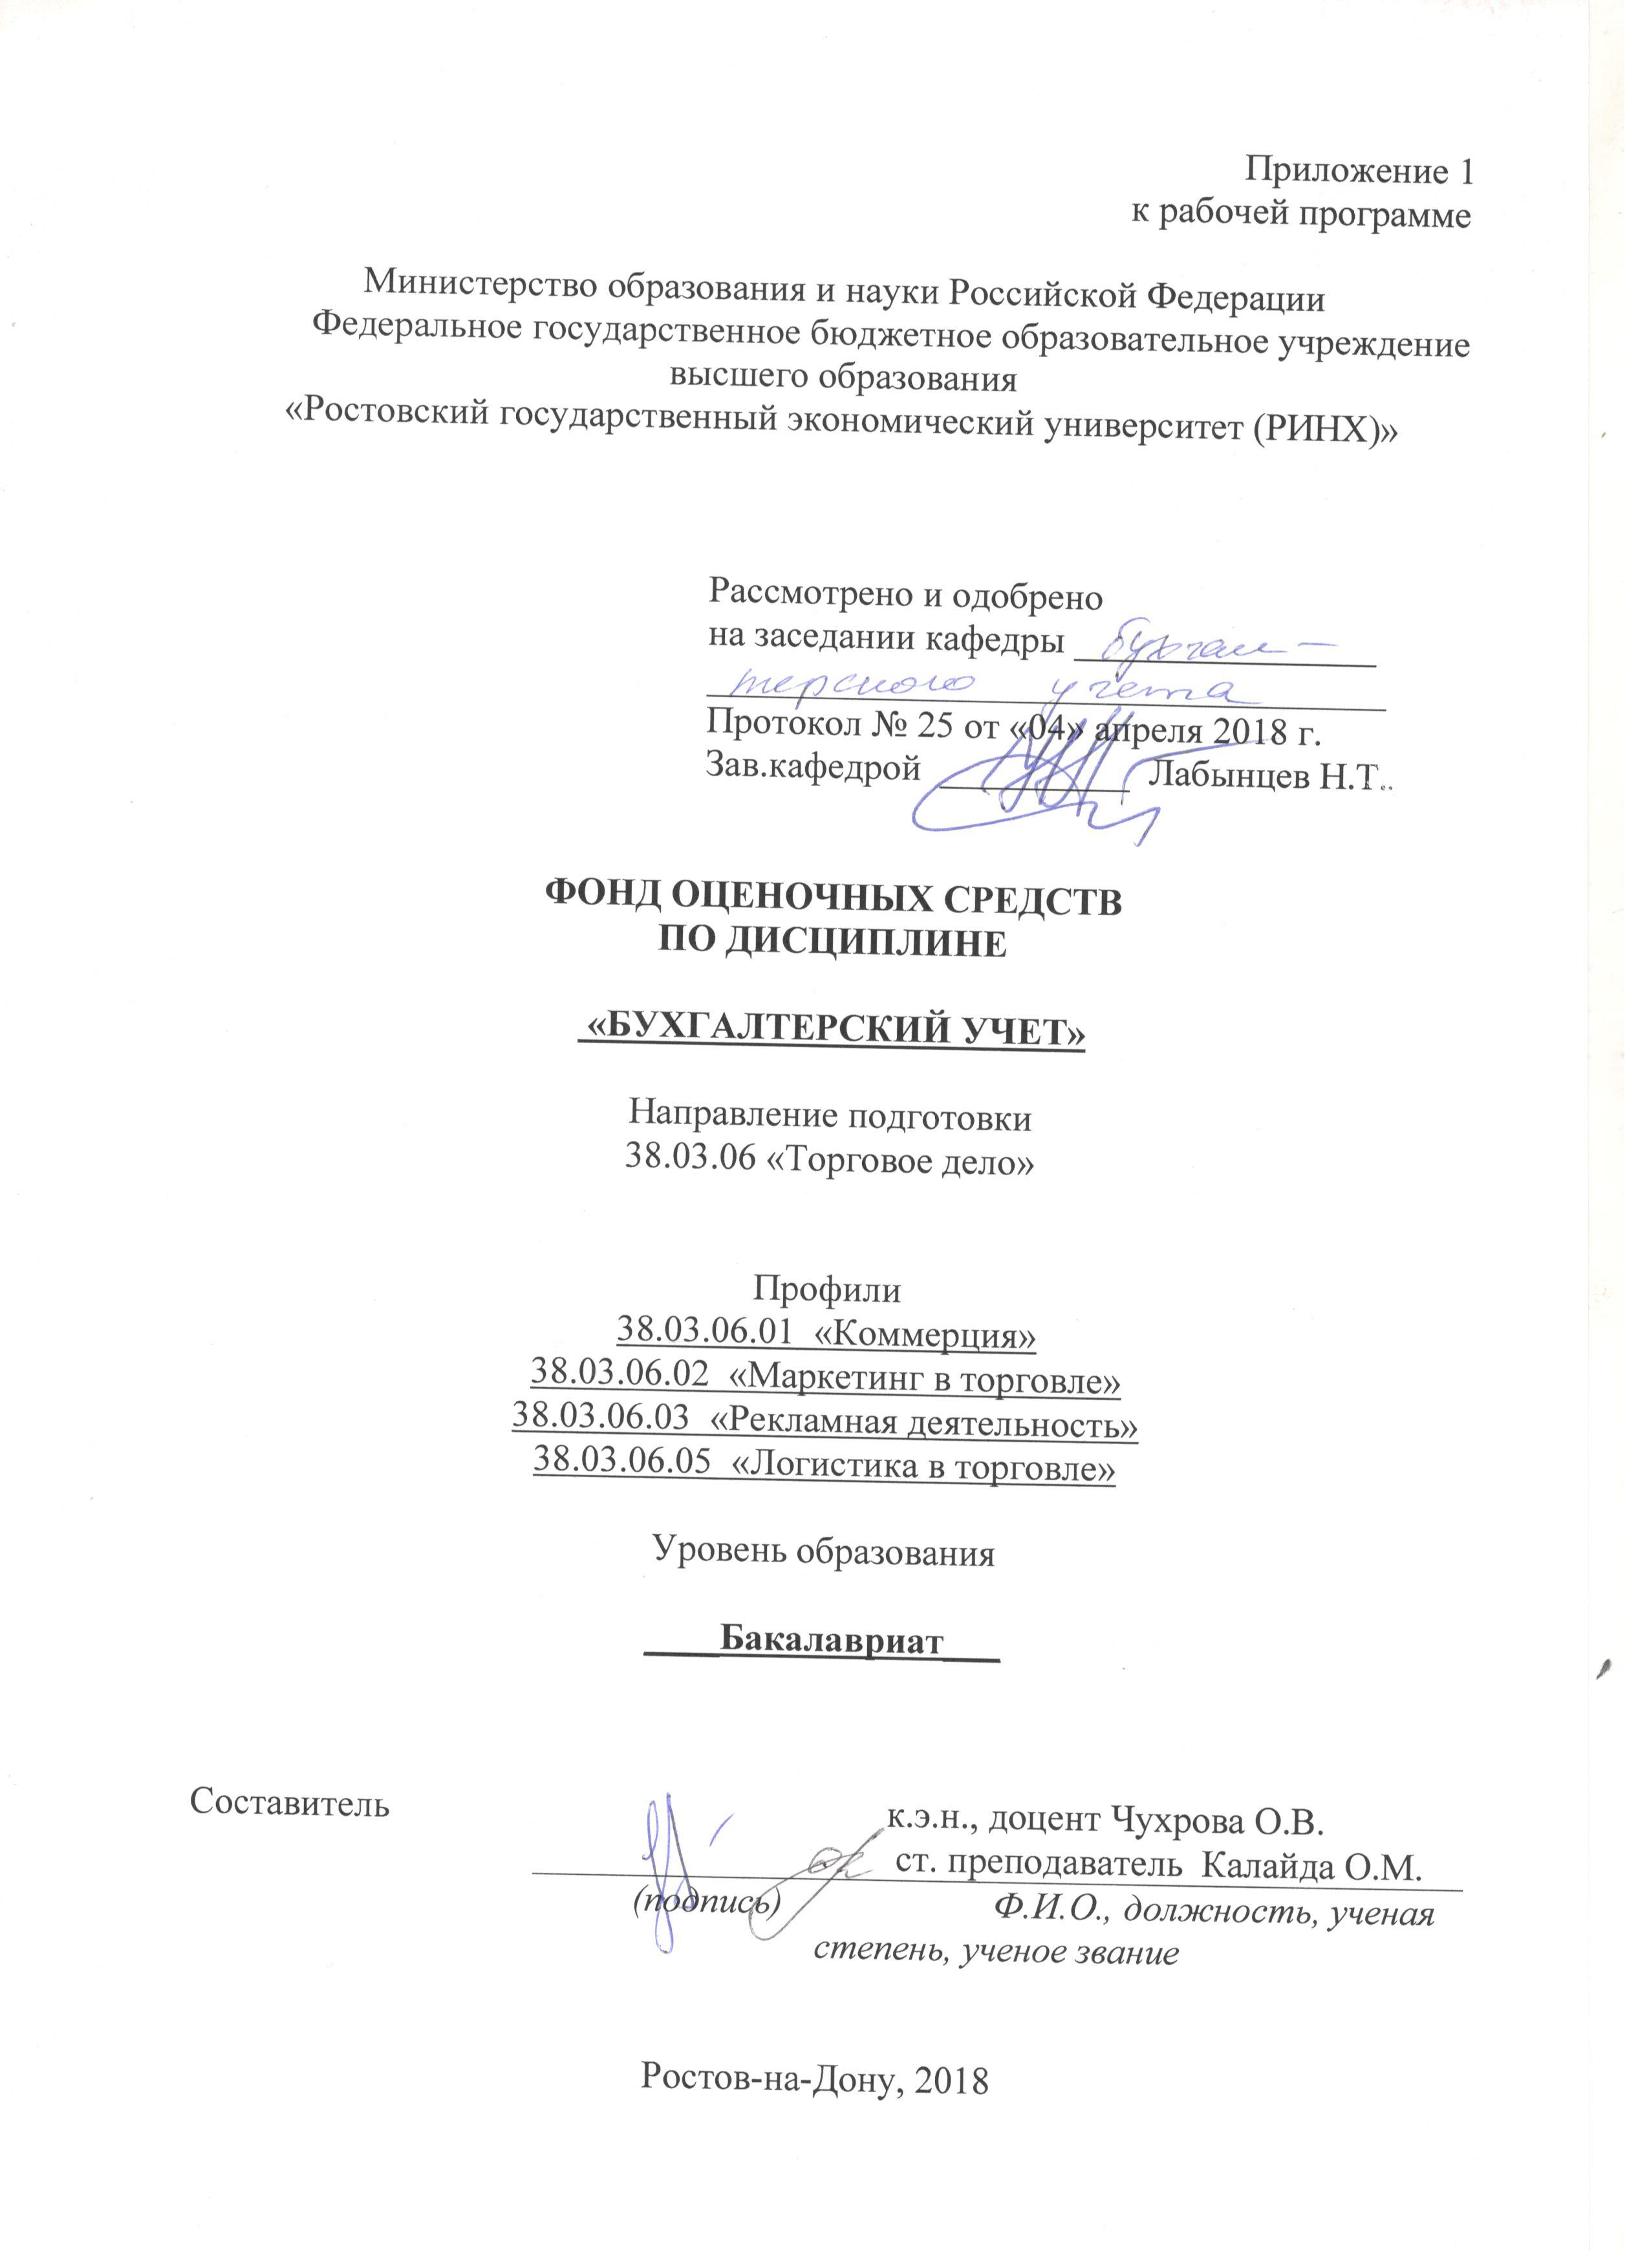 Приложение 1
к рабочей программе
Министерство образования и науки Российской Федерации
Федеральное государственное бюджетное образовательное учреждение
высшего образования
«Ростовский государственный экономический университет (РИНХ)»
Рассмотрено и одобрено
на заседании кафедры бухгал-
терского учета
Протокол № 25 от «04» апреля 2018 г.
Зав.кафедрой Лабынцев Н.Т..
ФОНД ОЦЕНОЧНЫХ СРЕДСТВ
ПО ДИСЦИПЛИНЕ
«БУХГАЛТЕРСКИЙ УЧЕТ»
Направление подготовки
38.03.06 «Торговое дело»
Профили
38.03.06.01 «Коммерция»
38.03.06.02 «Маркетинг в торговле»
38.03.06.03 «Рекламная деятельность»
38.03.06.05 «Логистика в торговле»
Уровень образования
Бакалавриат
Составитель к.э.н., доцент Чухрова О.В.
ст. преподаватель Калайда О.М.
(подпись) Ф.И.О., должность, ученая
степень, ученое звание
Ростов-на-Дону, 2018